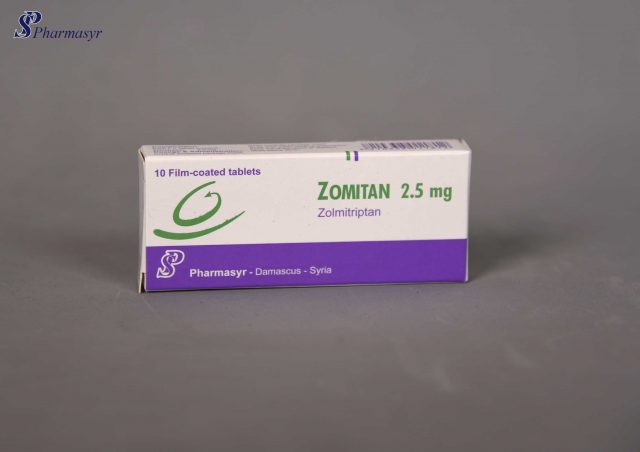 Pharmasyr
10 Film-coated tablets
ZOMITAN 2.5 mg
Zolmitriptan
Pharmasyr - Damascus - Syria